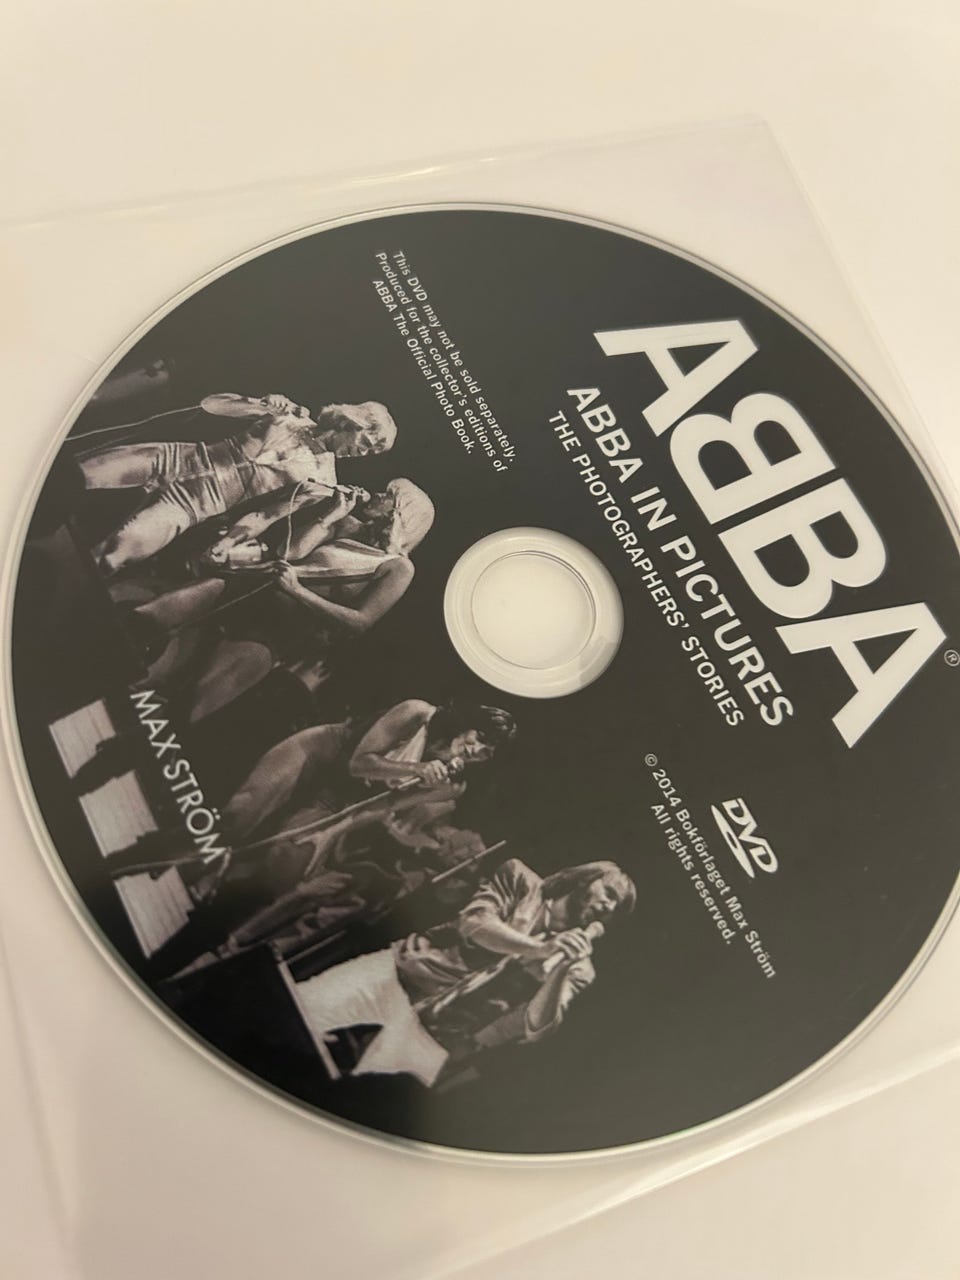 ABBA®
ABBA IN PICTURES
THE PHOTOGRAPHERS' STORIES
This DVD may not be sold separately.
Produced for the collector's editions of
ABBA The Official Photo Book.
DVD
© 2014 Bokförlaget Max Ström
All rights reserved.
MAX STRÖM